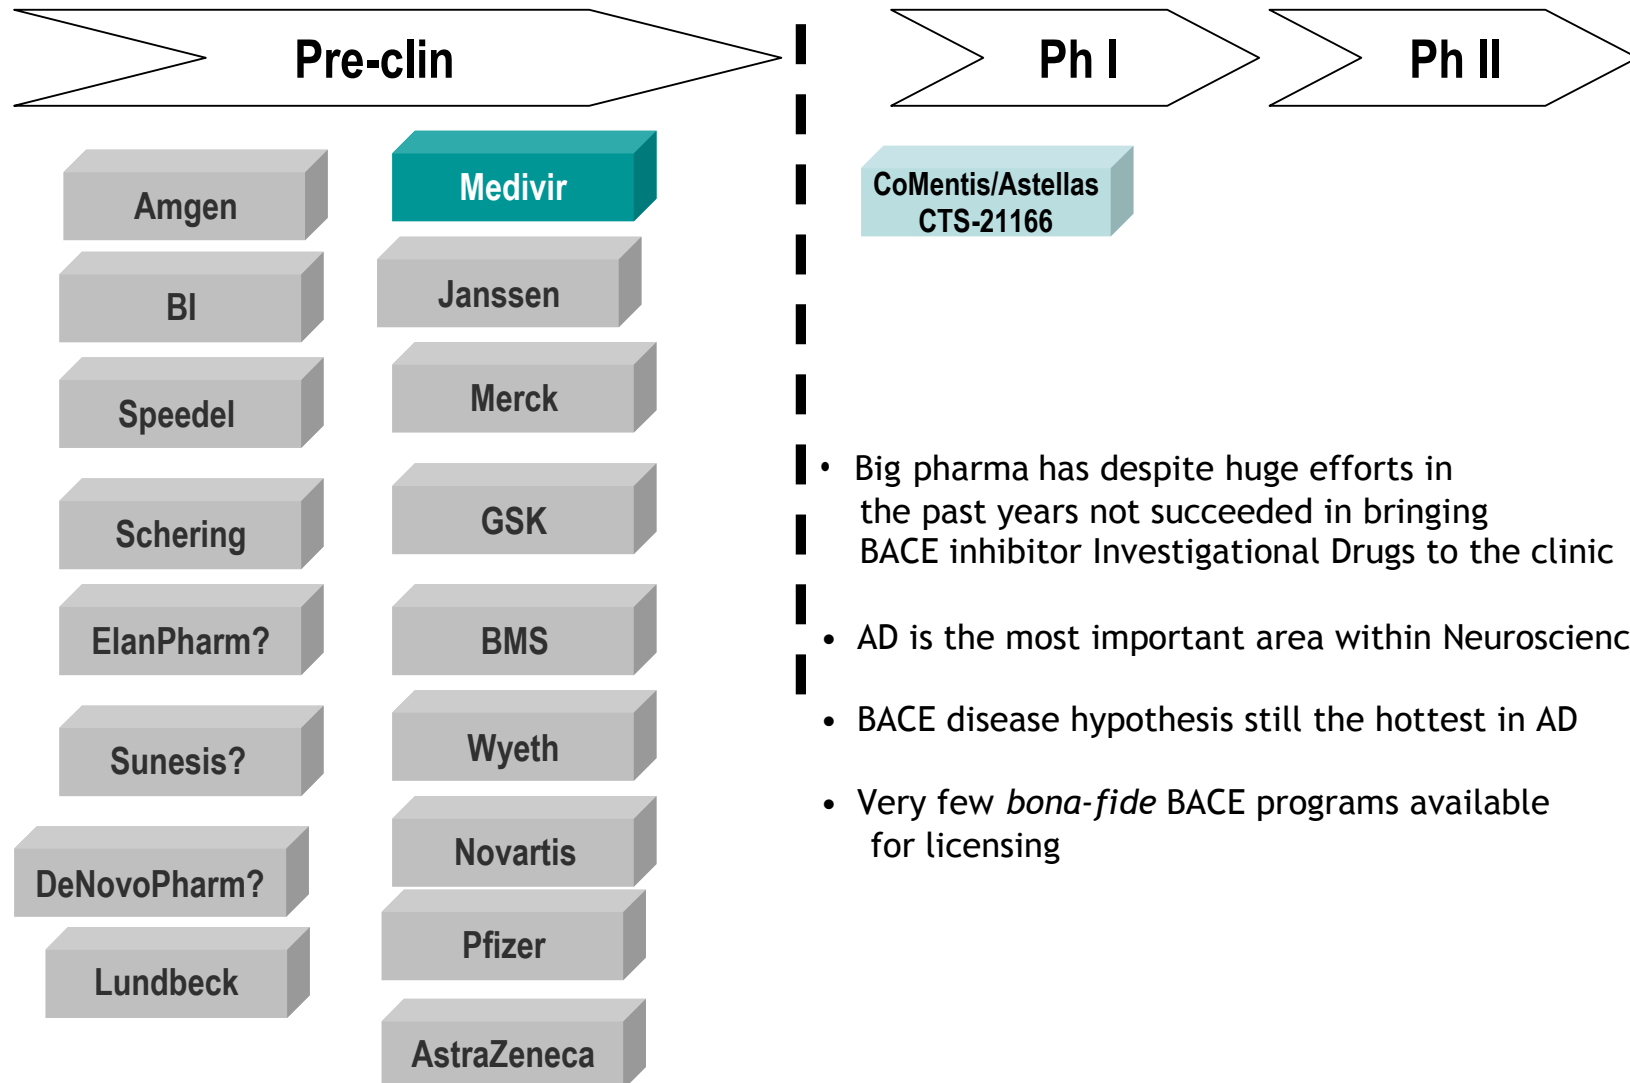 Pre-clin
Ph I
Ph II
Amgen
BI
Speedel
Schering
ElanPharm?
Sunesis?
DeNovoPharm?
Lundbeck
Medivir
Janssen
Merck
GSK
BMS
Wyeth
Novartis
Pfizer
AstraZeneca
CoMentis/Astellas
CTS-21166
• Big pharma has despite huge efforts in
the past years not succeeded in bringing
BACE inhibitor Investigational Drugs to the clinic
• AD is the most important area within Neuroscienc
• BACE disease hypothesis still the hottest in AD
• Very few bona-fide BACE programs available
for licensing